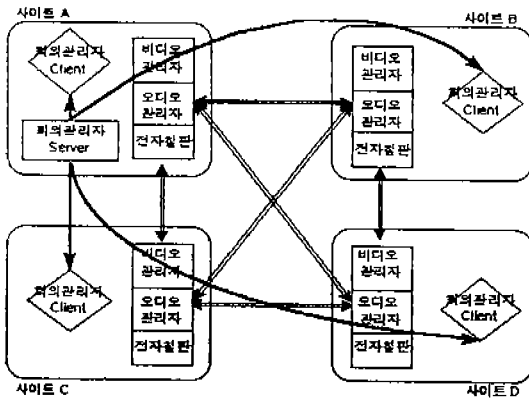 사이트 A
회의관리자
Client
회의관리자
Server
비디오
관리자
오디오
관리자
전자칠판
사이트 B
비디오
관리자
오디오
관리자
전자칠판
회의관리자
Client
회의관리자
Client
비디오
관리자
오디오
관리자
전자칠판
사이트 C
비디오
관리자
오디오
관리자
전자칠판
회의관리자
Client
사이트 D